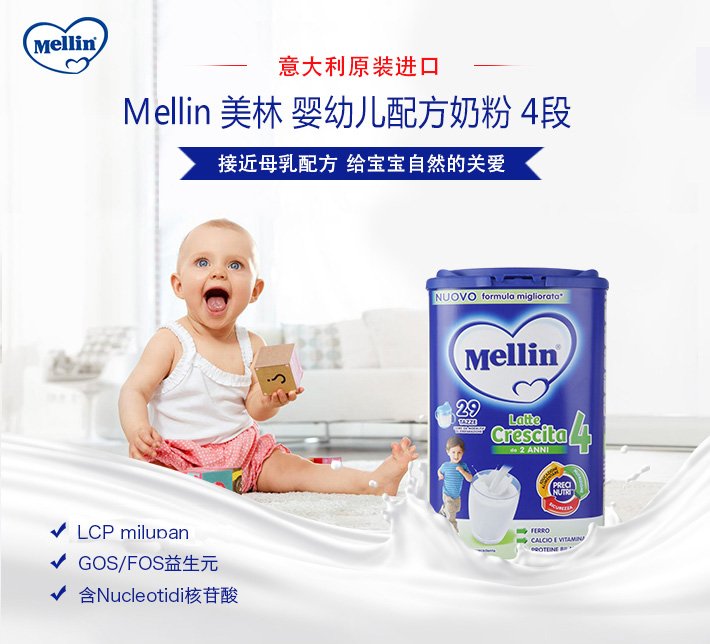 Mellin
意大利原装进口
Mellin 美林 婴幼儿配方奶粉 4段
接近母乳配方 给宝宝自然的关爱
NUOVO formula migliorata*
Mellin
29
TAZZE
Latte
Crescita 4
da 2 ANNI
PRECI
NUTRI
SICUREZZA
FERRO
CALCIO E VITAMINA
PROTEINE BI
LCP milupan
GOS/FOS益生元
含Nucleotidi核苷酸